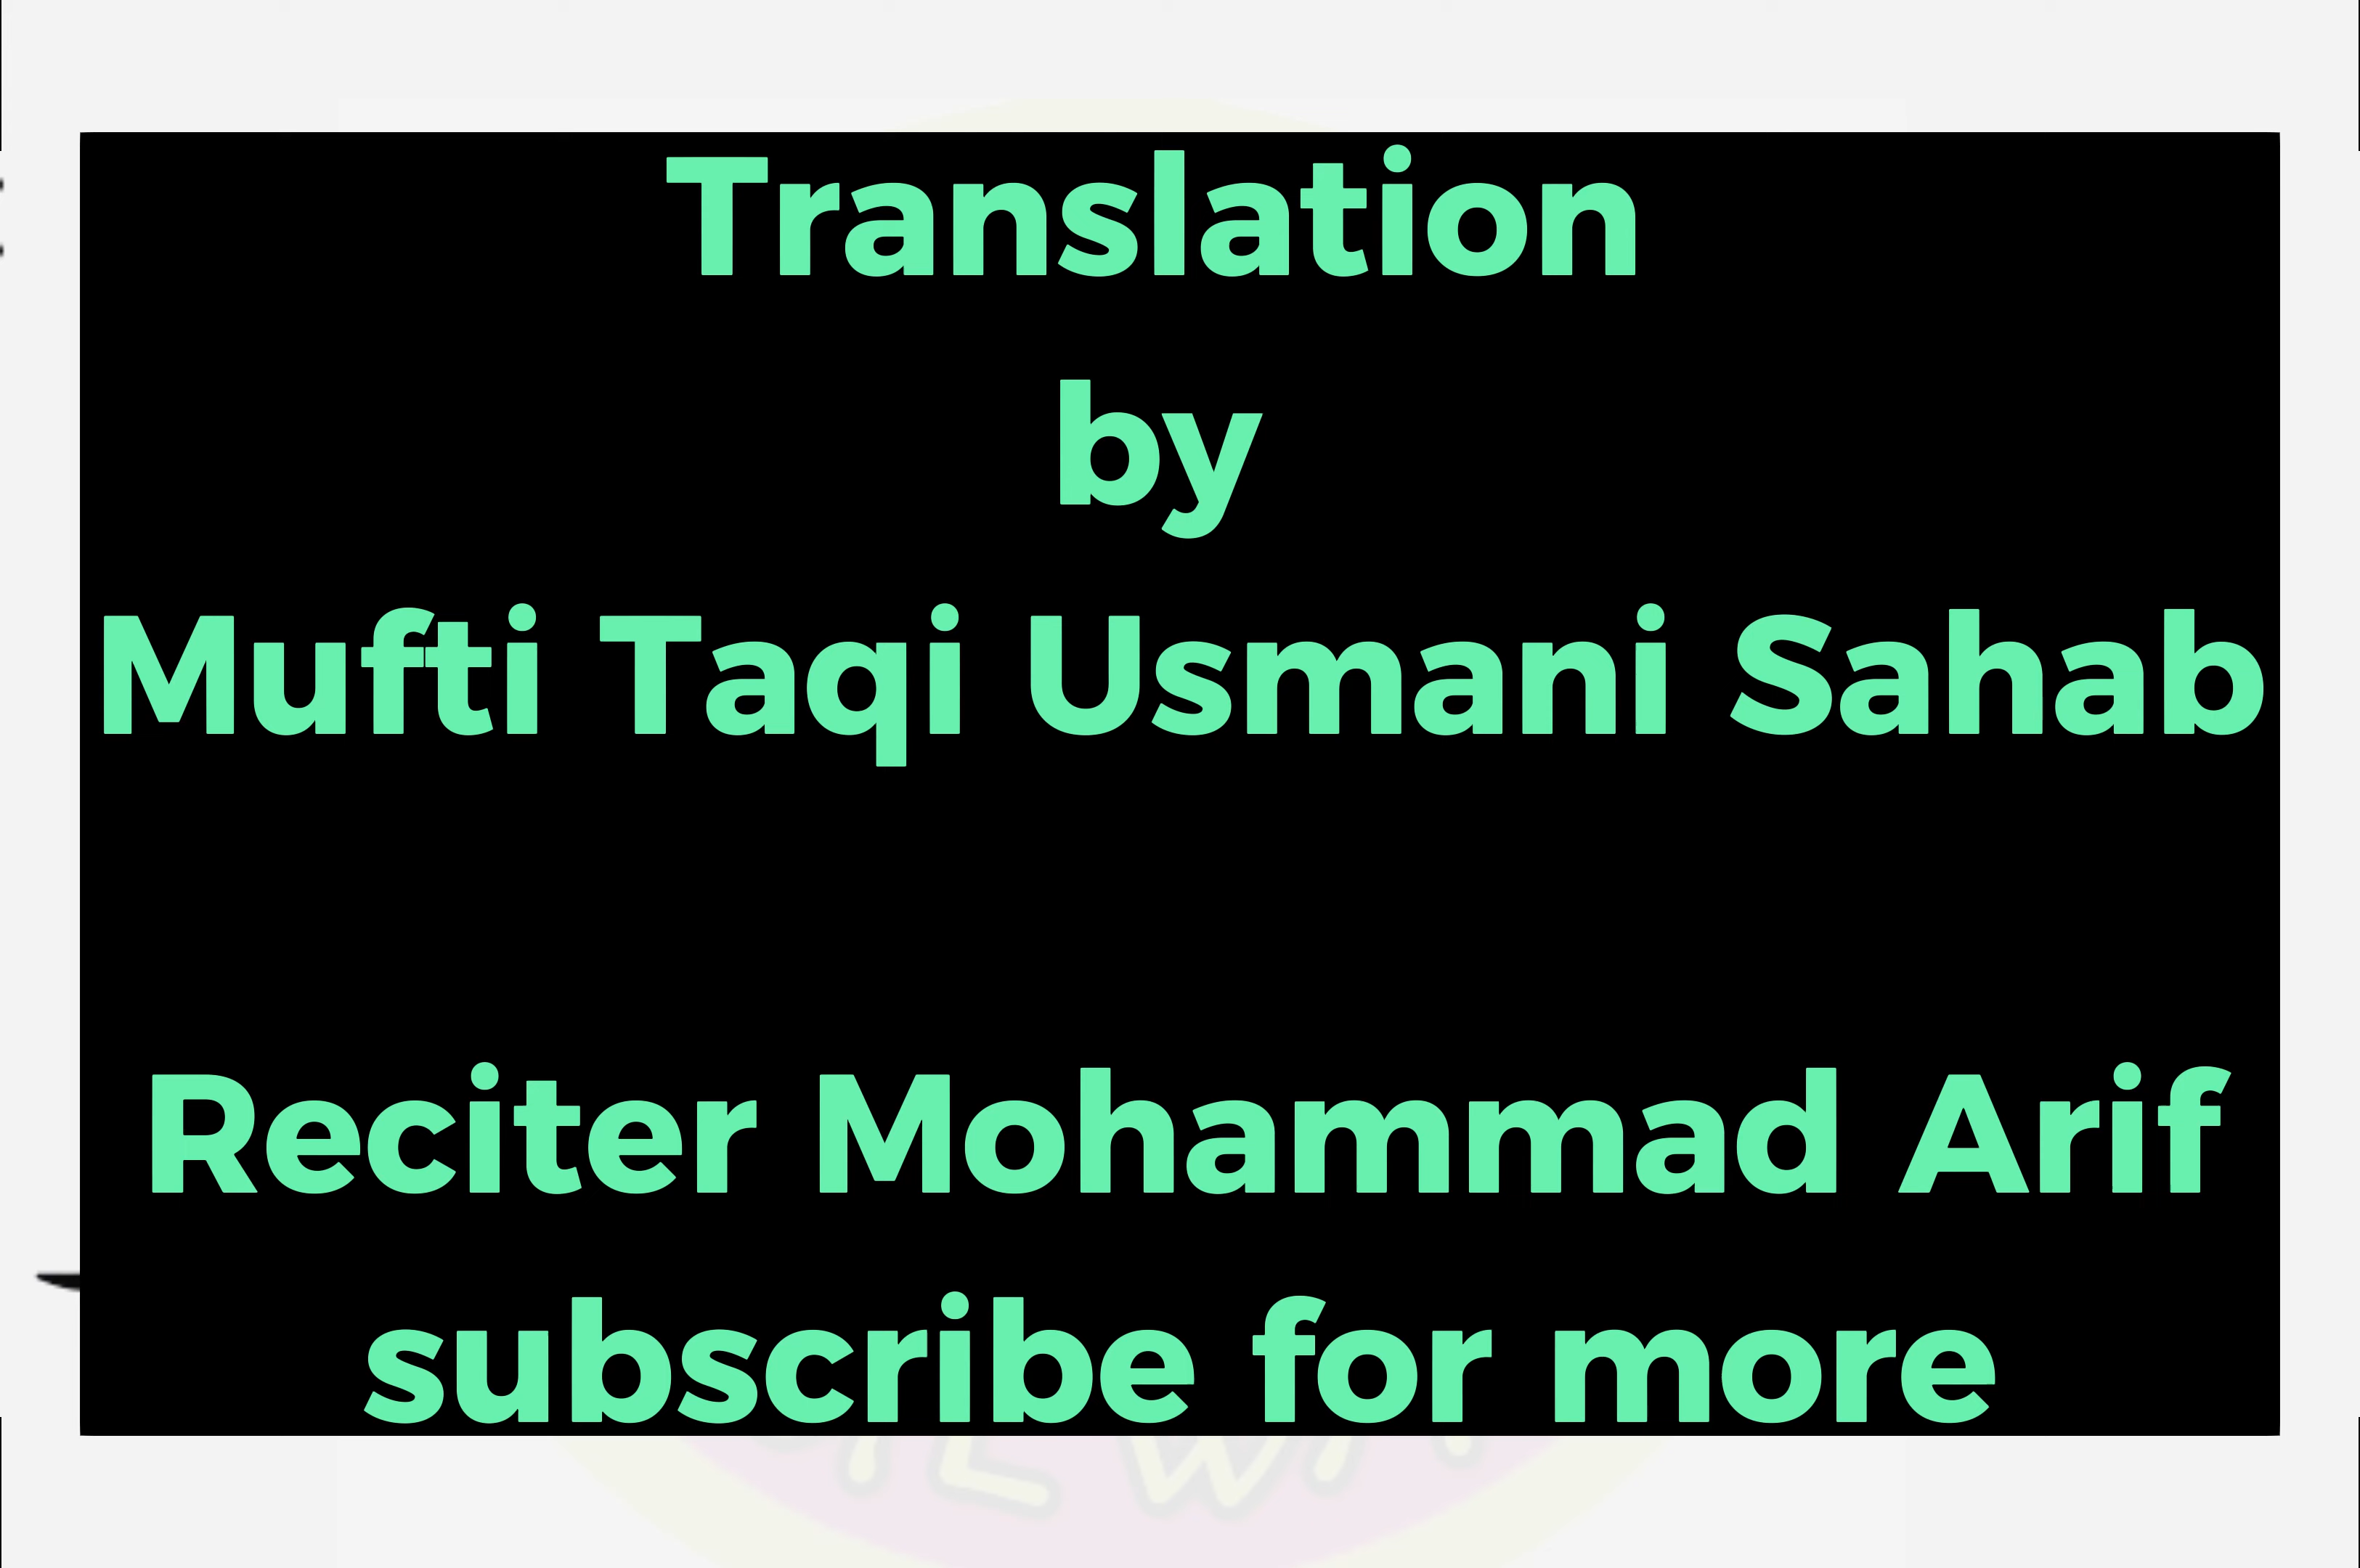 Translation
by
Mufti Taqi Usmani Sahab
Reciter Mohammad Arif
subscribe for more